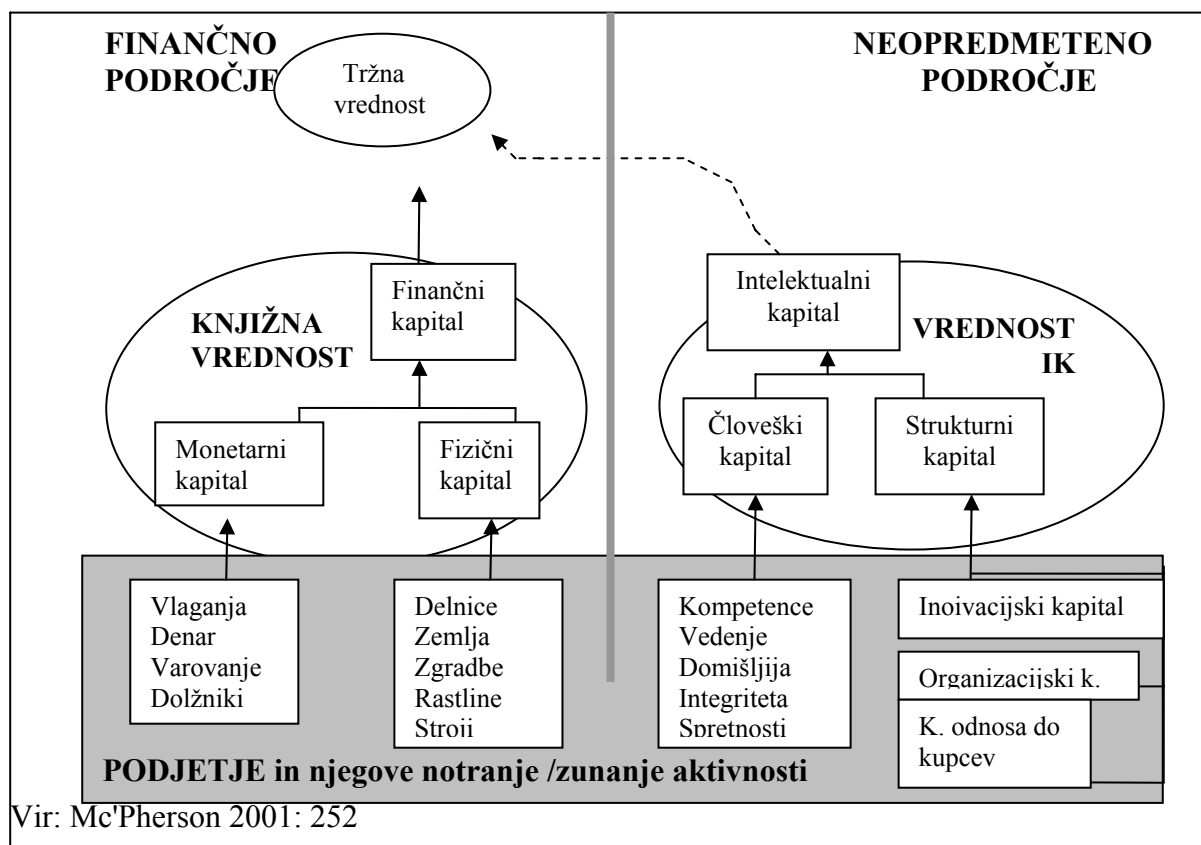 FINANČNO
PODROČJE
Tržna
vrednost
NEOPREDMETENO
PODROČJE
KNJIŽNA
VREDNOST
Finančni
kapital
Monetarni
kapital
Fizični
kapital
Intelektualni
kapital
VREDNOST
IK
Človeški
kapital
Strukturni
kapital
Vlaganja
Denar
Varovanje
Dolžniki
Delnice
Zemlja
Zgradbe
Rastline
Stroji
Kompetence
Vedenje
Domišljija
Integriteta
Spretnosti
Inoivacijski kapital
Organizacijski k.
K. odnosa do
kupcev
PODJETJE in njegove notranje /zunanje aktivnosti
Vir: Mc'Pherson 2001: 252